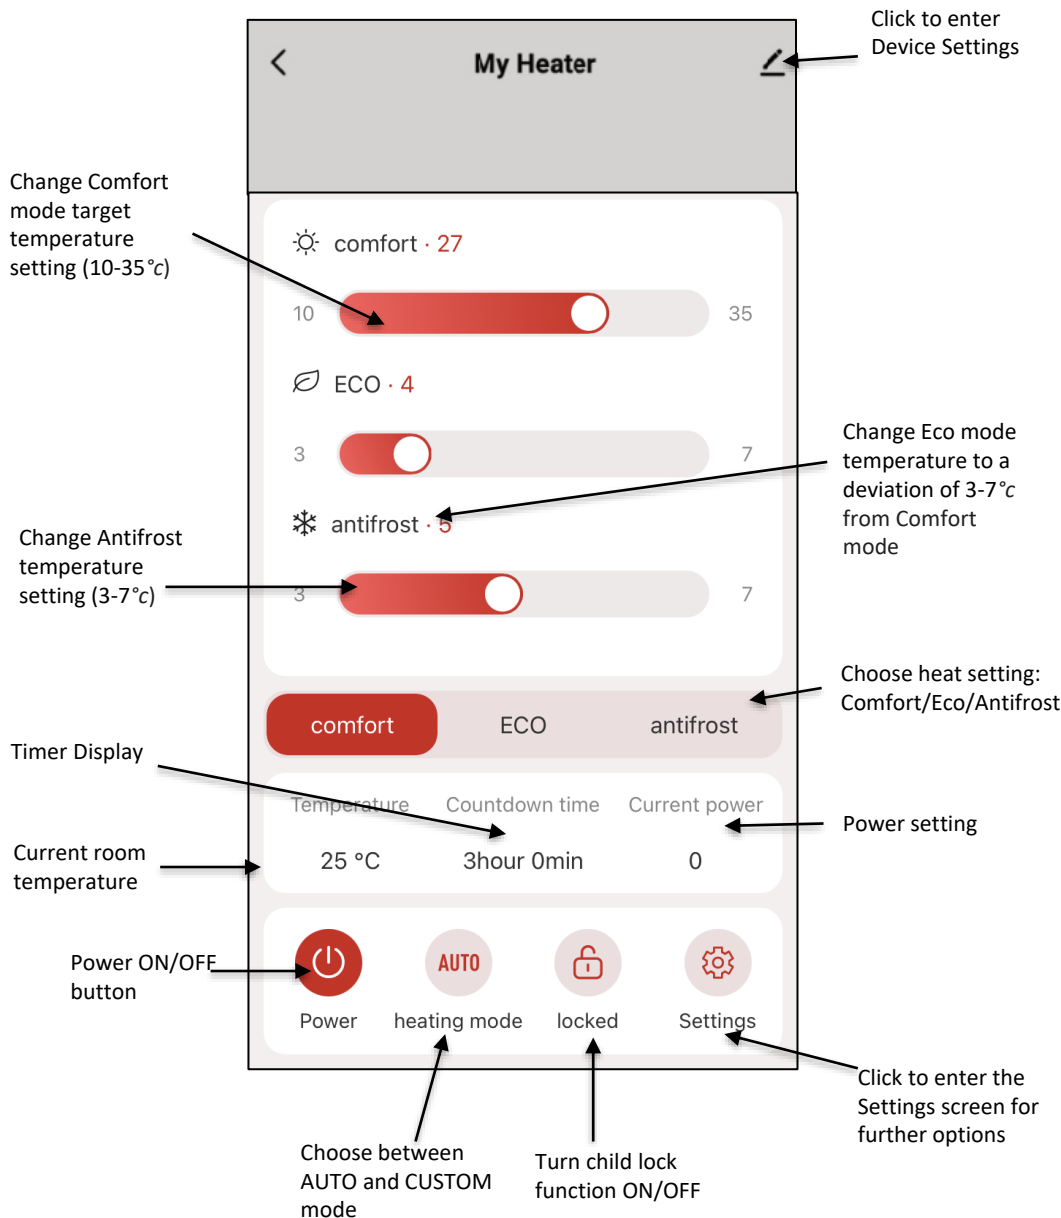 Click to enter
Device Settings
My Heater
Change Comfort
mode target
temperature
setting (10-35°c)
comfort · 27
10
35
ECO · 4
3
7
Change Eco mode
temperature to a
deviation of 3-7°c
from Comfort
mode
antifrost · 5
Change Antifrost
temperature
setting (3-7°c)
3
7
Choose heat setting:
Comfort/Eco/Antifrost
comfort ECO antifrost
Timer Display
Temperature Countdown time Current power
Power setting
Current room
temperature
25 °C 3hour 0min 0
Power ON/OFF
button
AUTO
Power heating mode locked Settings
Click to enter the
Settings screen for
further options
Choose between
AUTO and CUSTOM
mode
Turn child lock
function ON/OFF